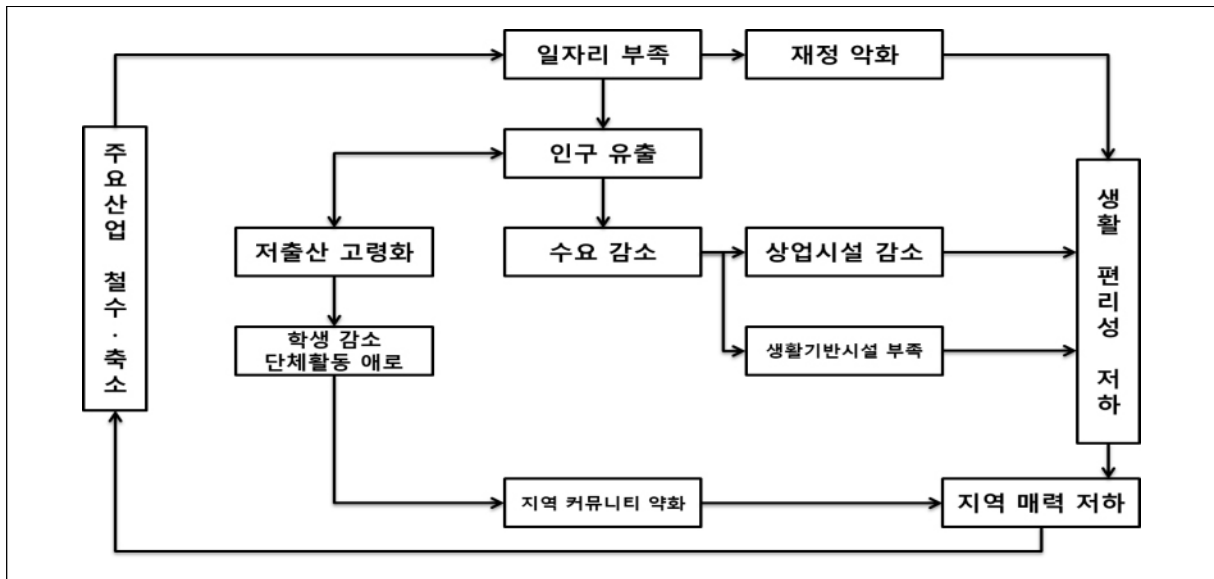 일자리 부족
재정 악화
주요산업 철수·축소
인구 유출
생활 편리성 저하
저출산 고령화
수요 감소
상업시설 감소
학생 감소
단체활동 애로
생활기반시설 부족
지역 커뮤니티 약화
지역 매력 저하